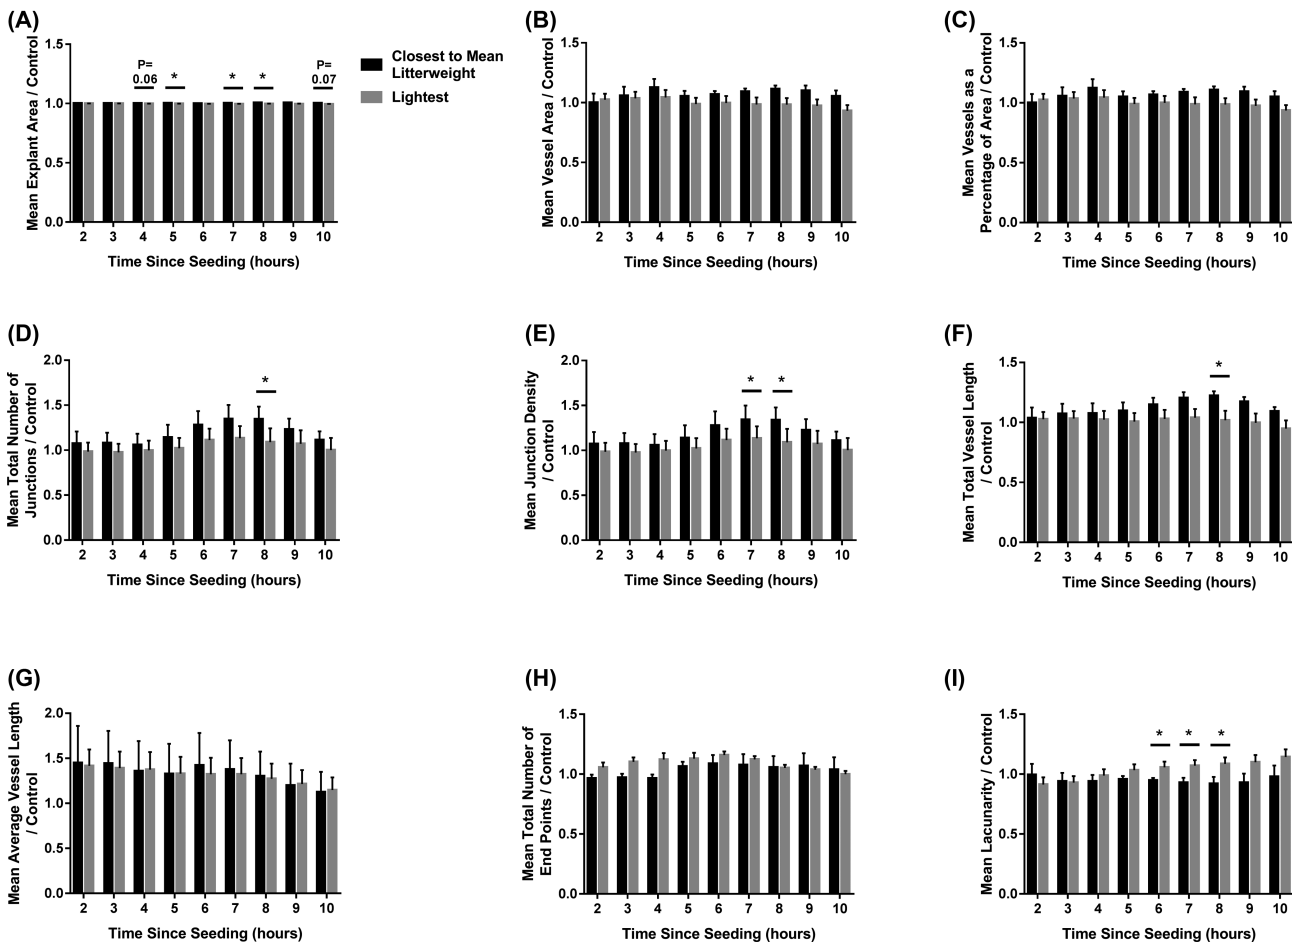 (A)
Mean Explant Area / Control
1.5
1.0
0.5
0.0
P=
0.06
*
*
*
P=
0.07
2 3 4 5 6 7 8 9 10
Time Since Seeding (hours)
Closest to Mean
Litterweight
Lightest
(B)
Mean Vessel Area / Control
1.5
1.0
0.5
0.0
2 3 4 5 6 7 8 9 10
Time Since Seeding (hours)
(C)
Mean Vessels as a
Percentage of Area / Control
1.5
1.0
0.5
0.0
2 3 4 5 6 7 8 9 10
Time Since Seeding (hours)
(D)
Mean Total Number of
Junctions / Control
2.0
1.5
1.0
0.5
0.0
*
2 3 4 5 6 7 8 9 10
Time Since Seeding (hours)
(E)
Mean Junction Density
/ Control
2.0
1.5
1.0
0.5
0.0
*
*
2 3 4 5 6 7 8 9 10
Time Since Seeding (hours)
(F)
Mean Total Vessel Length
/ Control
1.5
1.0
0.5
0.0
*
2 3 4 5 6 7 8 9 10
Time Since Seeding (hours)
(G)
Mean Average Vessel Length
/ Control
2.0
1.5
1.0
0.5
0.0
2 3 4 5 6 7 8 9 10
Time Since Seeding (hours)
(H)
Mean Total Number of
End Points / Control
1.5
1.0
0.5
0.0
2 3 4 5 6 7 8 9 10
Time Since Seeding (hours)
(I)
Mean Lacunarity / Control
1.5
1.0
0.5
0.0
*
*
*
2 3 4 5 6 7 8 9 10
Time Since Seeding (hours)